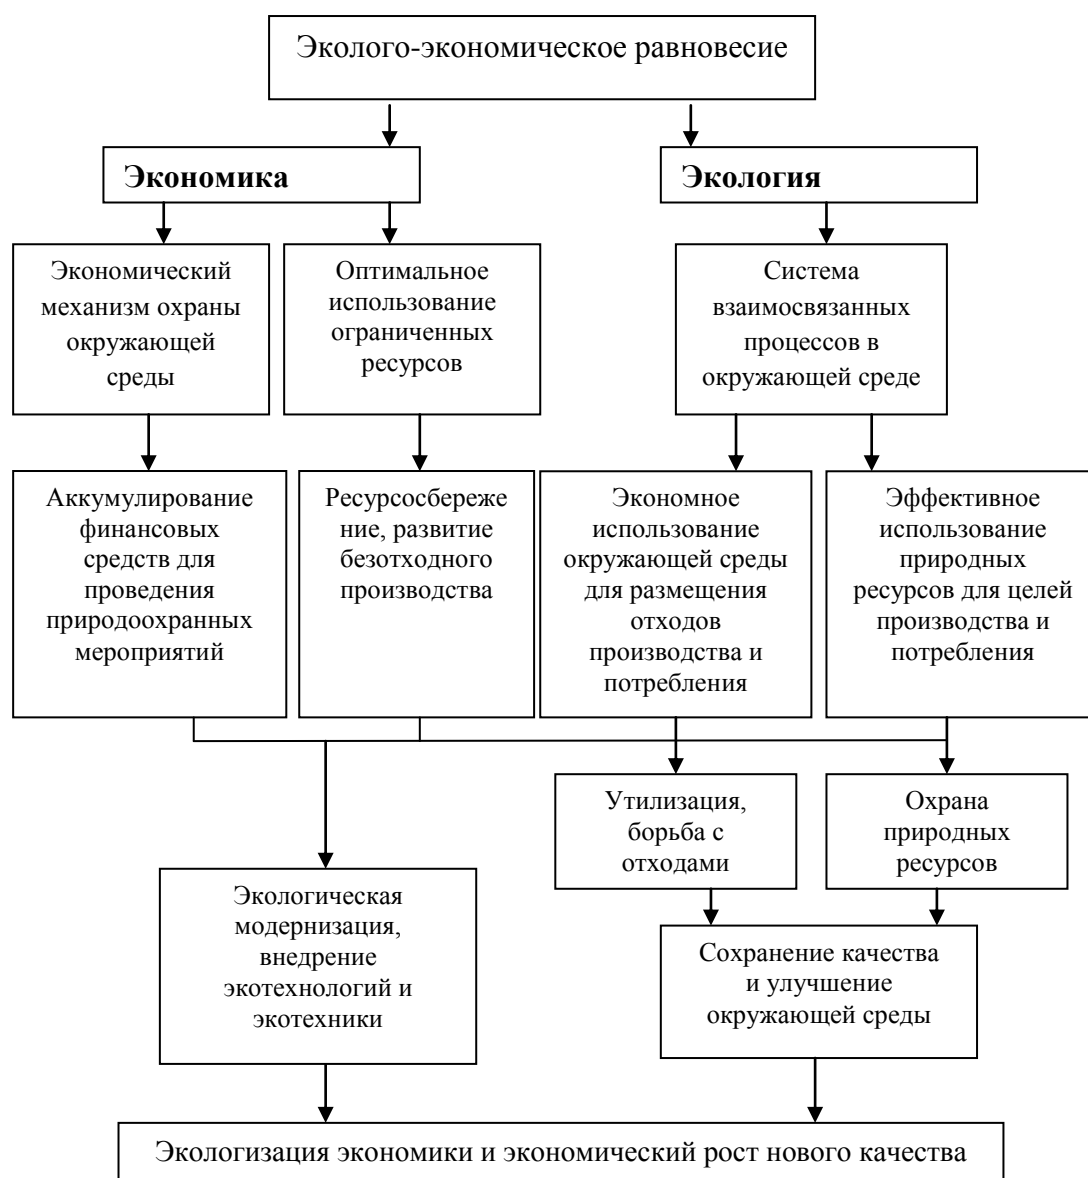 Эколого-экономическое равновесие
Экономика
Экология
Экономический
механизм охраны
окружающей
среды
Оптимальное
использование
ограниченных
ресурсов
Система
взаимосвязанных
процессов в
окружающей среде
Аккумулирование
финансовых
средств для
проведения
природоохранных
мероприятий
Ресурсосбереже
ние, развитие
безотходного
производства
Экономное
использование
окружающей среды
для размещения
отходов
производства и
потребления
Эффективное
использование
природных
ресурсов для целей
производства и
потребления
Утилизация,
борьба с
отходами
Охрана
природных
ресурсов
Экологическая
модернизация,
внедрение
экотехнологий и
экотехники
Сохранение качества
и улучшение
окружающей среды
Экологизация экономики и экономический рост нового качества